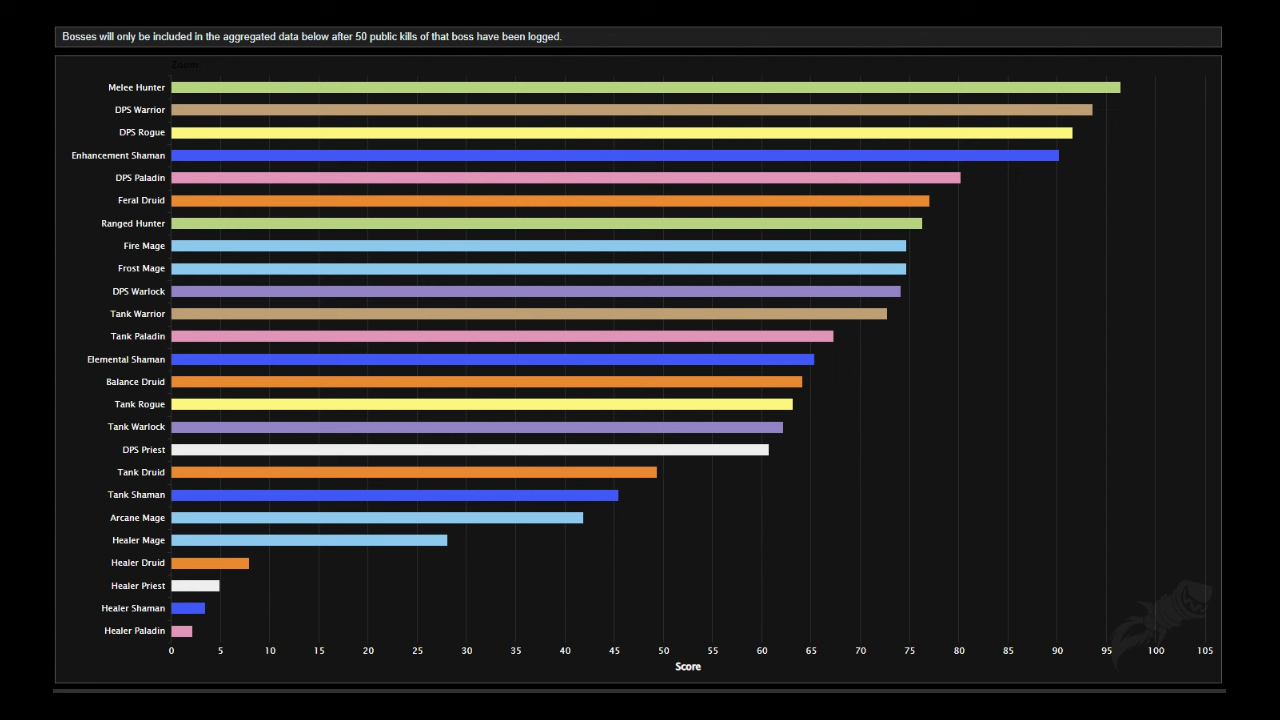 Bosses will only be included in the aggregated data below after 50 public kills of that boss have been logged.
Zoom
Melee Hunter
DPS Warrior
DPS Rogue
Enhancement Shaman
DPS Paladin
Feral Druid
Ranged Hunter
Fire Mage
Frost Mage
DPS Warlock
Tank Warrior
Tank Paladin
Elemental Shaman
Balance Druid
Tank Rogue
Tank Warlock
DPS Priest
Tank Druid
Tank Shaman
Arcane Mage
Healer Mage
Healer Druid
Healer Priest
Healer Shaman
Healer Paladin
0 5 10 15 20 25 30 35 40 45 50 55 60 65 70 75 80 85 90 95 100 105
Score